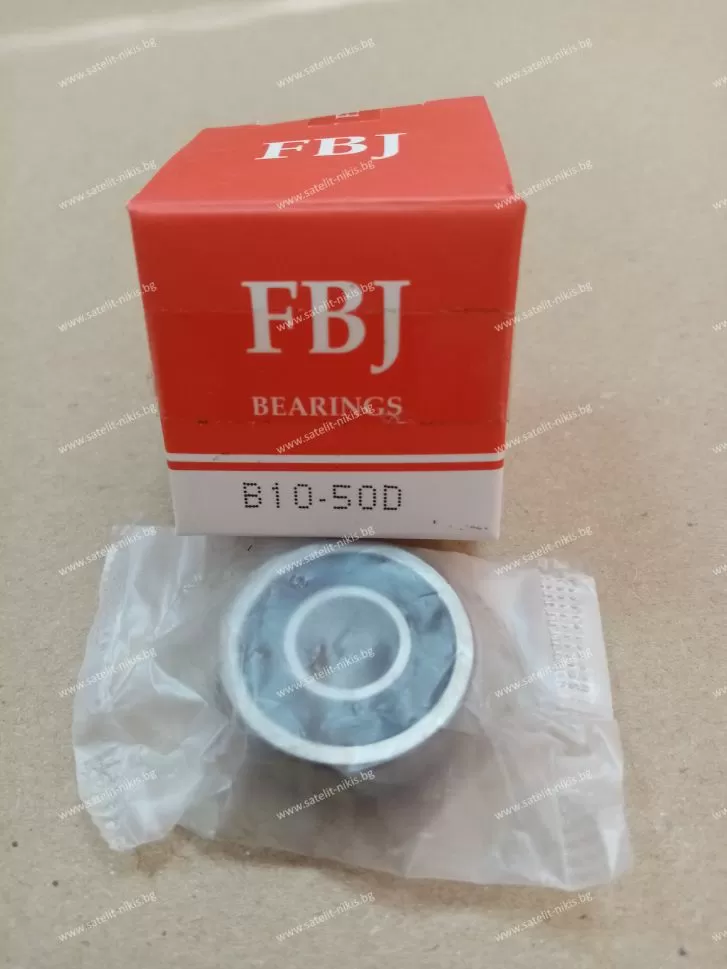 FBJ
FBJ
BEARINGS
B10-50D
www.satelit-nikis.bg